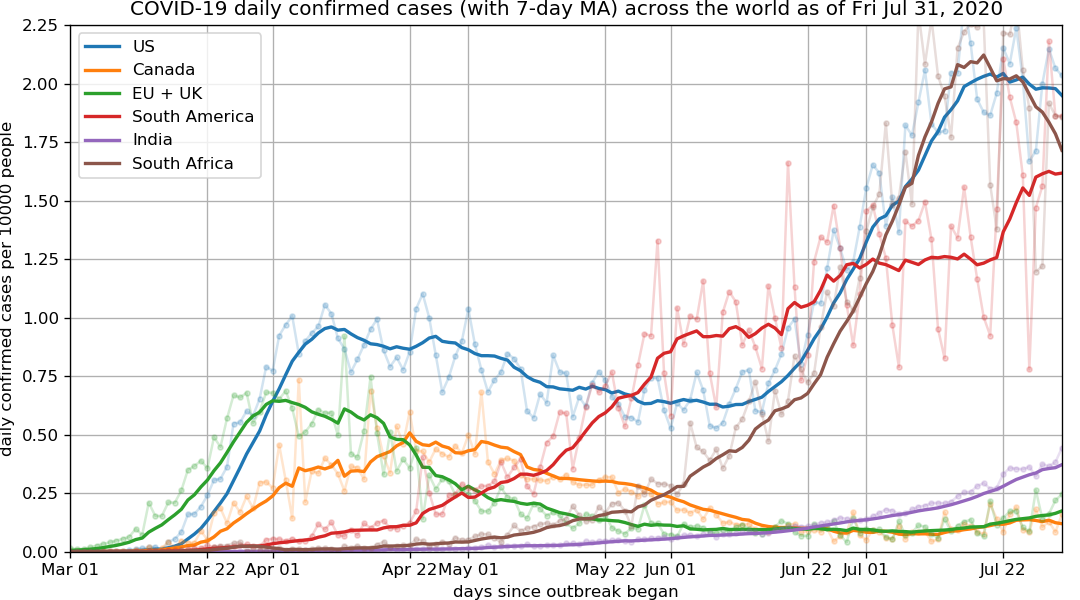 COVID-19 daily confirmed cases (with 7-day MA) across the world as of Fri Jul 31, 2020
daily confirmed cases per 10000 people
2.25
2.00
1.75
1.50
1.25
1.00
0.75
0.50
0.25
0.00
US
Canada
EU + UK
South America
India
South Africa
Mar 01 Mar 22 Apr 01 Apr 22 May 01 May 22 Jun 01 Jun 22 Jul 01 Jul 22
days since outbreak began